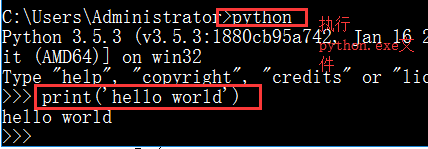 C:\Users\Administrator>python
执行
python.exe文
件
Python 3.5.3 (v3.5.3:1880cb95a742, Jan 16 2
it (AMD64)] on win32
Type "help", "copyright", "credits" or "lic
>>> print('hello world')
hello world
>>>